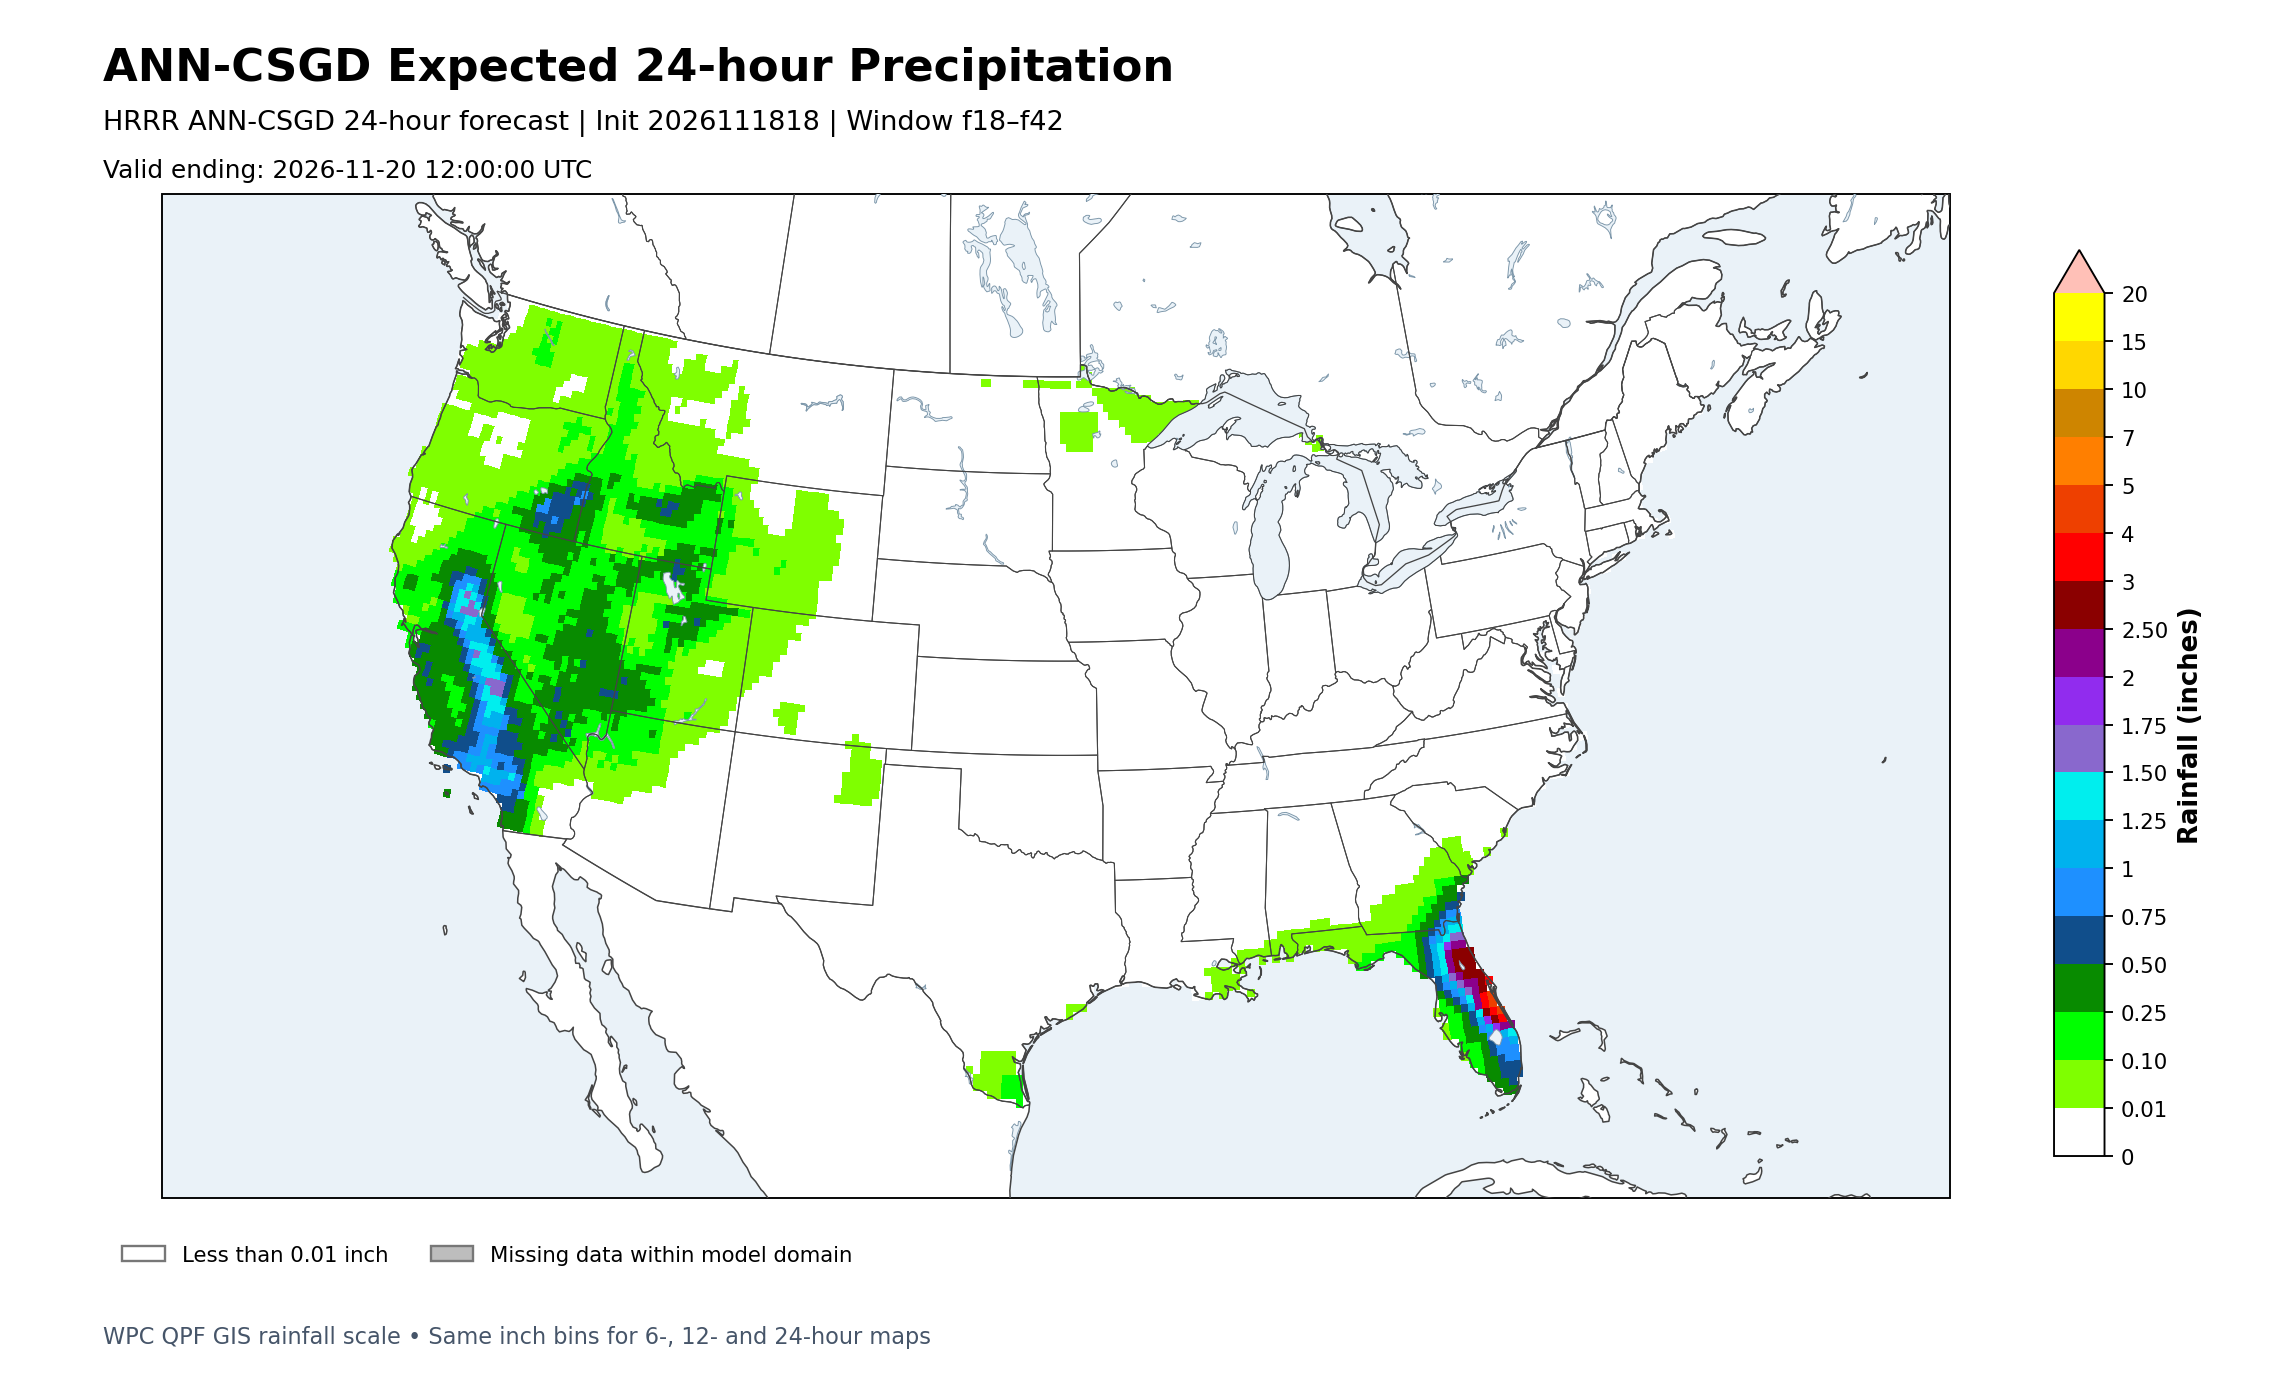 ANN-CSGD Expected 24-hour Precipitation
HRRR ANN-CSGD 24-hour forecast | Init 2026111818 | Window f18–f42
Valid ending: 2026-11-20 12:00:00 UTC
20
15
10
7
5
4
3
2.50
2
1.75
1.50
1.25
1
0.75
0.50
0.25
0.10
0.01
0
Rainfall (inches)
Less than 0.01 inch
Missing data within model domain
WPC QPF GIS rainfall scale • Same inch bins for 6-, 12- and 24-hour maps